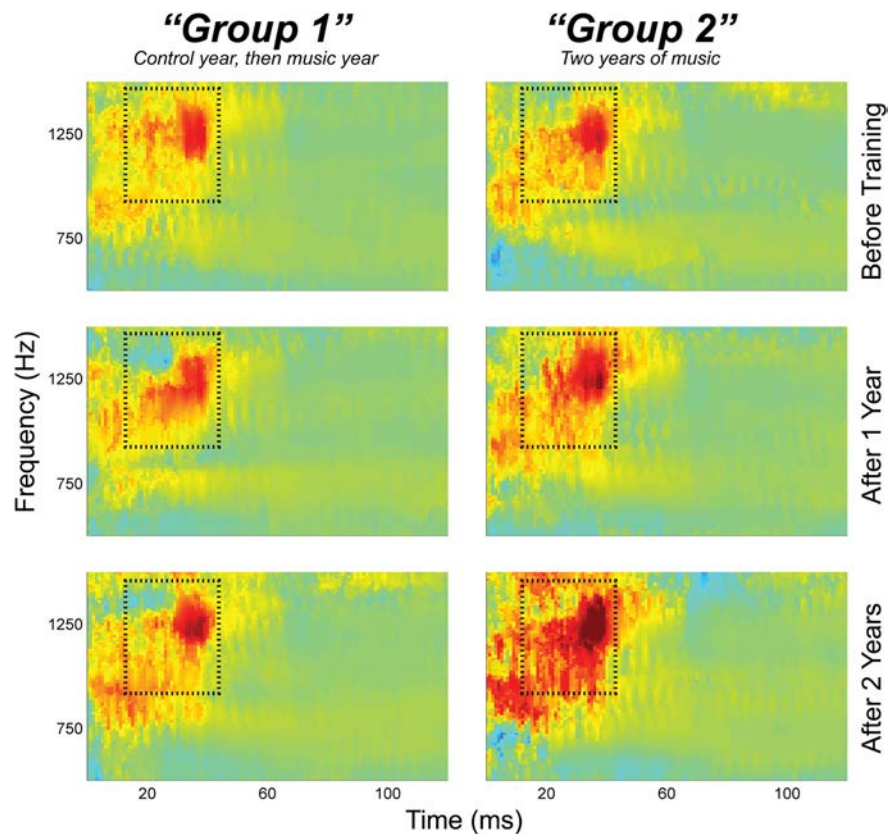 “Group 1”
Control year, then music year
“Group 2”
Two years of music
1250
750
Before Training
1250
750
After 1 Year
1250
750
After 2 Years
Frequency (Hz)
20
60
100
20
60
100
Time (ms)